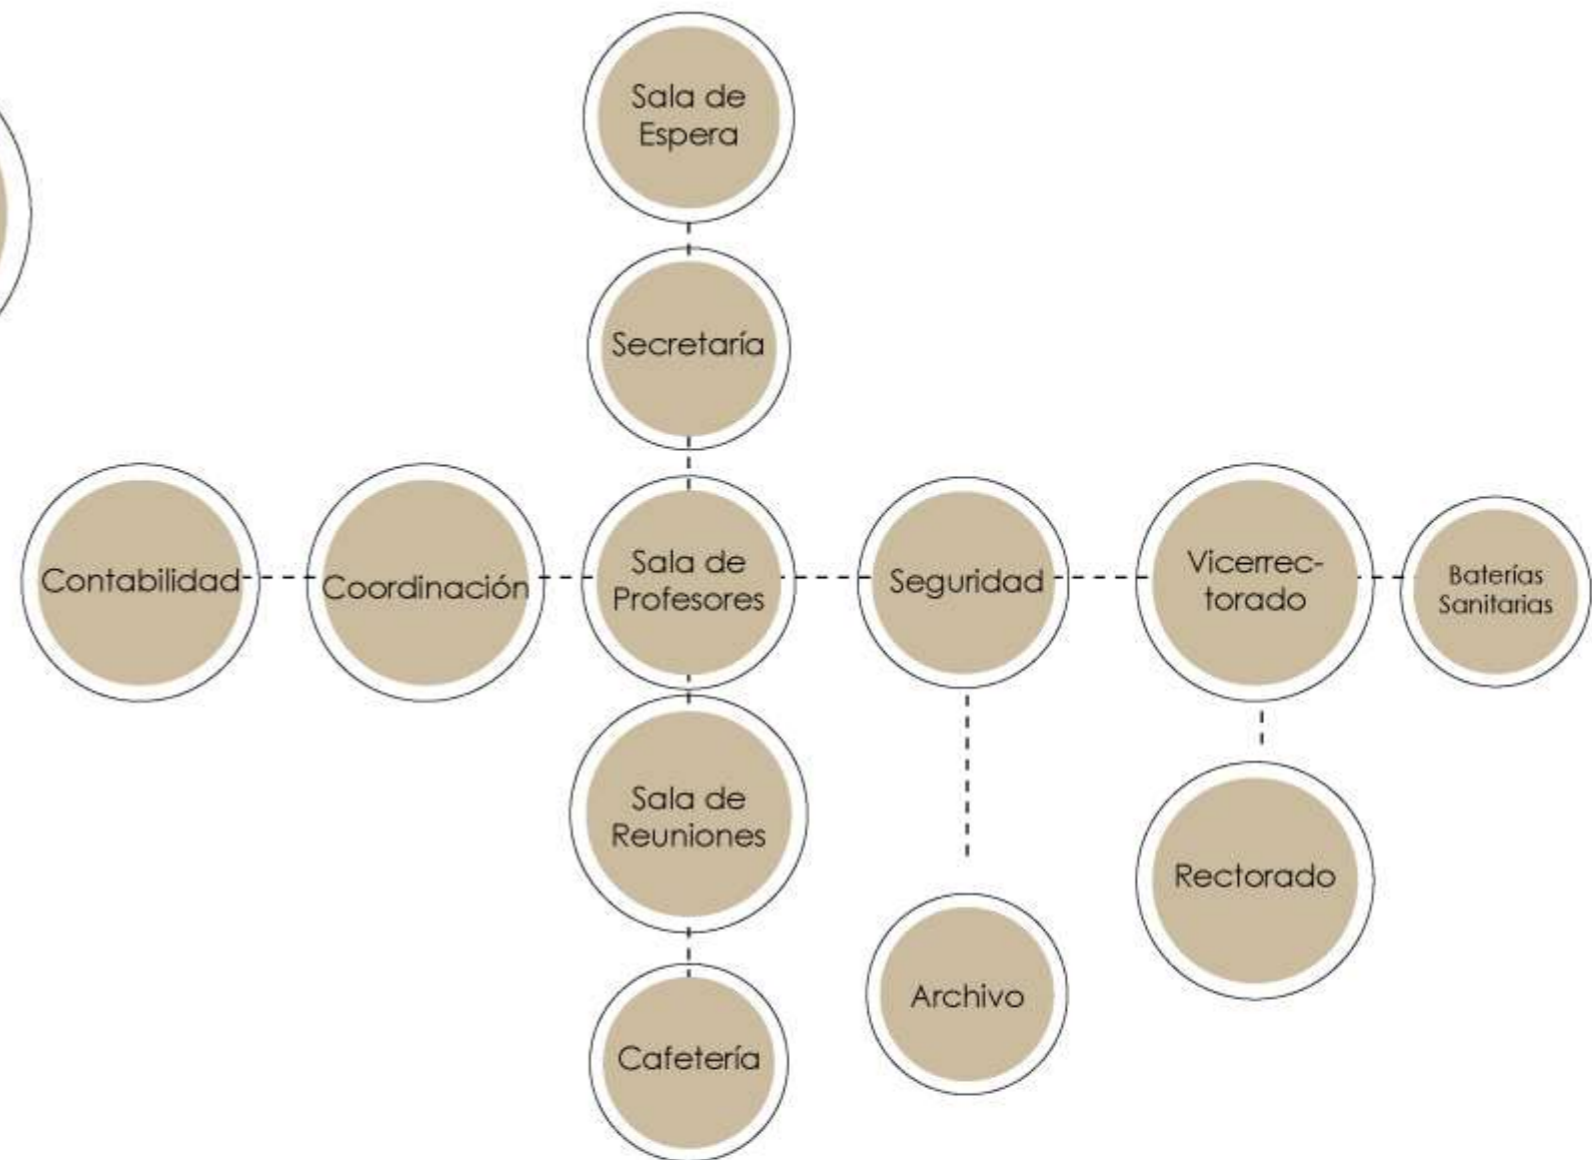 Sala de
Espera
Secretaría
Contabilidad
Coordinación
Sala de
Profesores
Seguridad
Vicerrec-
torado
Baterías
Sanitarias
Sala de
Reuniones
Rectorado
Archivo
Cafetería